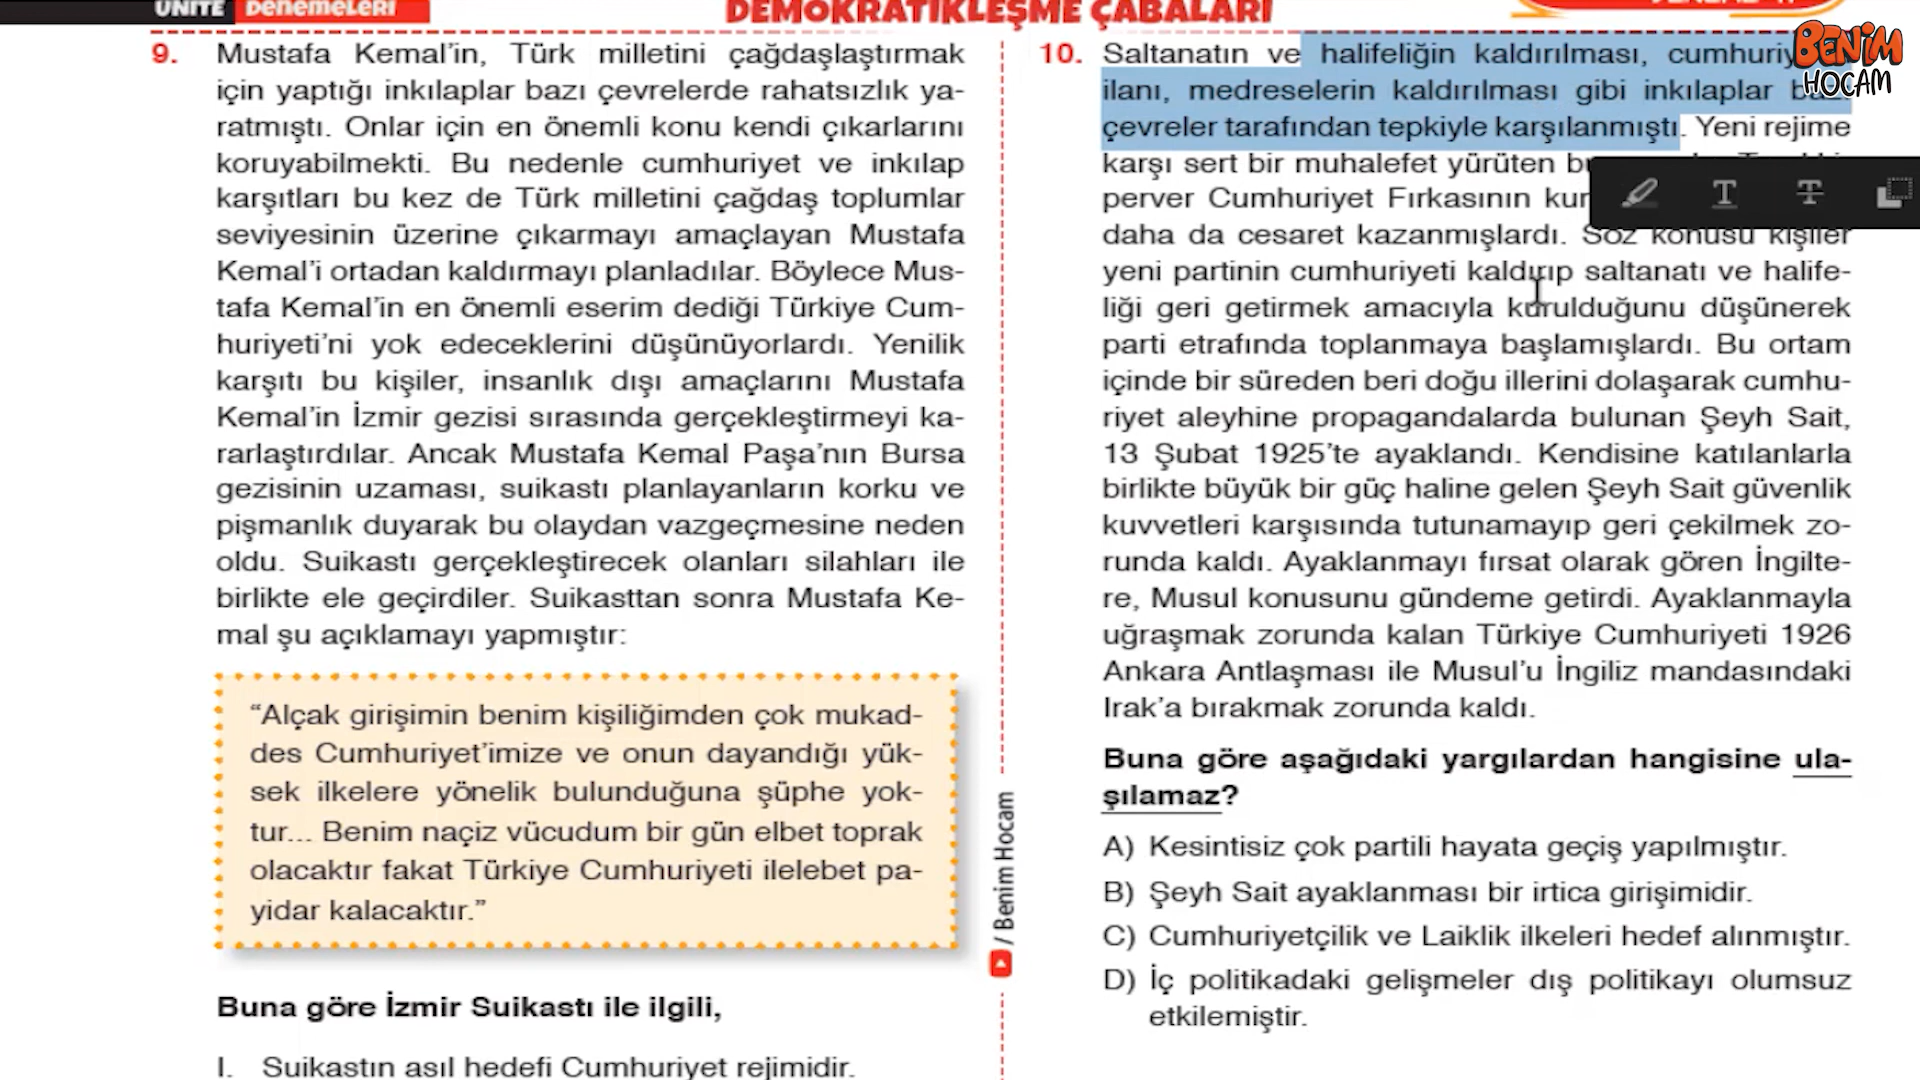 ÜNİTE Denemeleri
DEMOKRATİKLEŞME ÇABALARI
BENİM
HOCAM
9. Mustafa Kemal'in, Türk milletini çağdaşlaştırmak
için yaptığı inkılaplar bazı çevrelerde rahatsızlık ya-
ratmıştı. Onlar için en önemli konu kendi çıkarlarını
koruyabilmekti. Bu nedenle cumhuriyet ve inkılap
karşıtları bu kez de Türk milletini çağdaş toplumlar
seviyesinin üzerine çıkarmayı amaçlayan Mustafa
Kemal'i ortadan kaldırmayı planladılar. Böylece Mus-
tafa Kemal'in en önemli eserim dediği Türkiye Cum-
huriyeti'ni yok edeceklerini düşünüyorlardı. Yenilik
karşıtı bu kişiler, insanlık dışı amaçlarını Mustafa
Kemal'in İzmir gezisi sırasında gerçekleştirmeyi ka-
rarlaştırdılar. Ancak Mustafa Kemal Paşa'nın Bursa
gezisinin uzaması, suikastı planlayanların korku ve
pişmanlık duyarak bu olaydan vazgeçmesine neden
oldu. Suikastı gerçekleştirecek olanları silahları ile
birlikte ele geçirdiler. Suikasttan sonra Mustafa Ke-
mal şu açıklamayı yapmıştır:
"Alçak girişimin benim kişiliğimden çok mukad-
des Cumhuriyet'imize ve onun dayandığı yük-
sek ilkelere yönelik bulunduğuna şüphe yok-
tur... Benim naçiz vücudum bir gün elbet toprak
olacaktır fakat Türkiye Cumhuriyeti ilelebet pa-
yidar kalacaktır."
Buna göre İzmir Suikastı ile ilgili,
I. Suikastın asıl hedefi Cumhuriyet rejimidir.
/ Benim Hocam
10. Saltanatın ve halifeliğin kaldırılması,
ilanı, medreselerin kaldırılması gibi inkılaplar
çevreler tarafından tepkiyle karşılanmıştı. Yeni rejime
karşı sert bir muhalefet yürüten
perver Cumhuriyet Fırkasının
daha da cesaret kazanmışlardı. Söz konusu kişiler
yeni partinin cumhuriyeti kaldırıp saltanatı ve halife-
liği geri getirmek amacıyla kurulduğunu düşünerek
parti etrafında toplanmaya başlamışlardı. Bu ortam
içinde bir süreden beri doğu illerini dolaşarak cumhu-
riyet aleyhine propagandalarda bulunan Şeyh Sait,
13 Şubat 1925'te ayaklandı. Kendisine katılanlarla
birlikte büyük bir güç haline gelen Şeyh Sait güvenlik
kuvvetleri karşısında tutunamayıp geri çekilmek zo-
runda kaldı. Ayaklanmayı fırsat olarak gören İngilte-
re, Musul konusunu gündeme getirdi. Ayaklanmayla
uğraşmak zorunda kalan Türkiye Cumhuriyeti 1926
Ankara Antlaşması ile Musul'u İngiliz mandasındaki
Irak'a bırakmak zorunda kaldı.
Buna göre aşağıdaki yargılardan hangisine ula-
şılamaz?
A) Kesintisiz çok partili hayata geçiş yapılmıştır.
B) Şeyh Sait ayaklanması bir irtica girişimidir.
C) Cumhuriyetçilik ve Laiklik ilkeleri hedef alınmıştır.
D) İç politikadaki gelişmeler dış politikayı olumsuz
etkilemiştir.